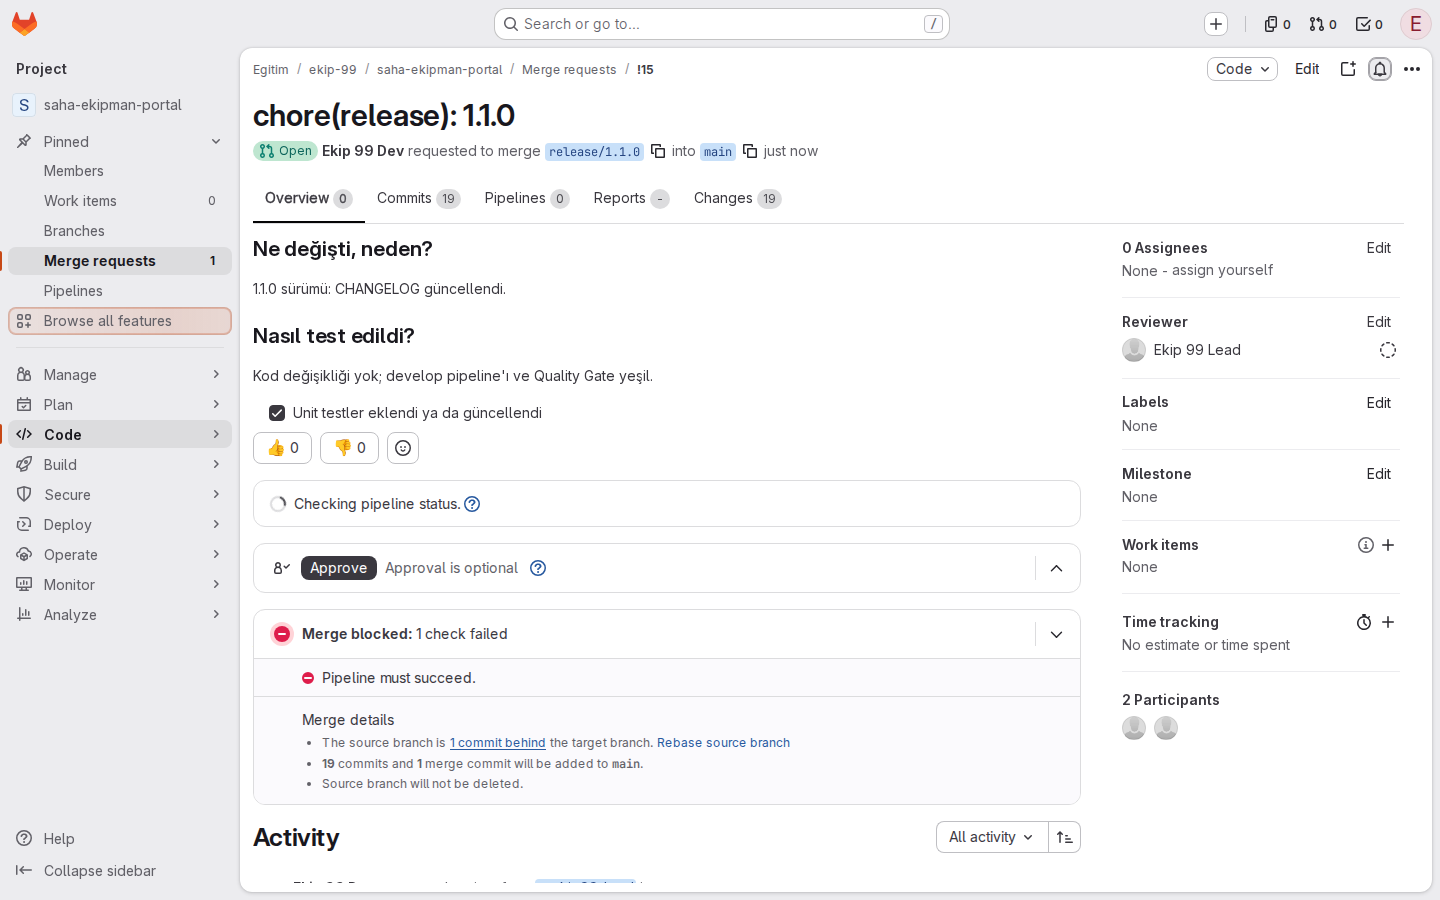 Search or go to...
/
0
0
0
E
Project
S saha-ekipman-portal
Pinned
Members
Work items 0
Branches
Merge requests 1
Pipelines
Browse all features
Manage
Plan
Code
Build
Secure
Deploy
Operate
Monitor
Analyze
Help
Collapse sidebar
Egitim / ekip-99 / saha-ekipman-portal / Merge requests / !15
Code
Edit
chore(release): 1.1.0
Open Ekip 99 Dev requested to merge release/1.1.0 into main just now
Overview 0
Commits 19
Pipelines 0
Reports -
Changes 19
Ne değişti, neden?
1.1.0 sürümü: CHANGELOG güncellendi.
Nasıl test edildi?
Kod değişikliği yok; develop pipeline'ı ve Quality Gate yeşil.
Unit testler eklendi ya da güncellendi
0
0
Checking pipeline status.
Approve Approval is optional
Merge blocked: 1 check failed
Pipeline must succeed.
Merge details
The source branch is 1 commit behind the target branch. Rebase source branch
19 commits and 1 merge commit will be added to main.
Source branch will not be deleted.
Activity
All activity
0 Assignees Edit
None - assign yourself
Reviewer Edit
Ekip 99 Lead
Labels Edit
None
Milestone Edit
None
Work items
None
Time tracking
No estimate or time spent
2 Participants